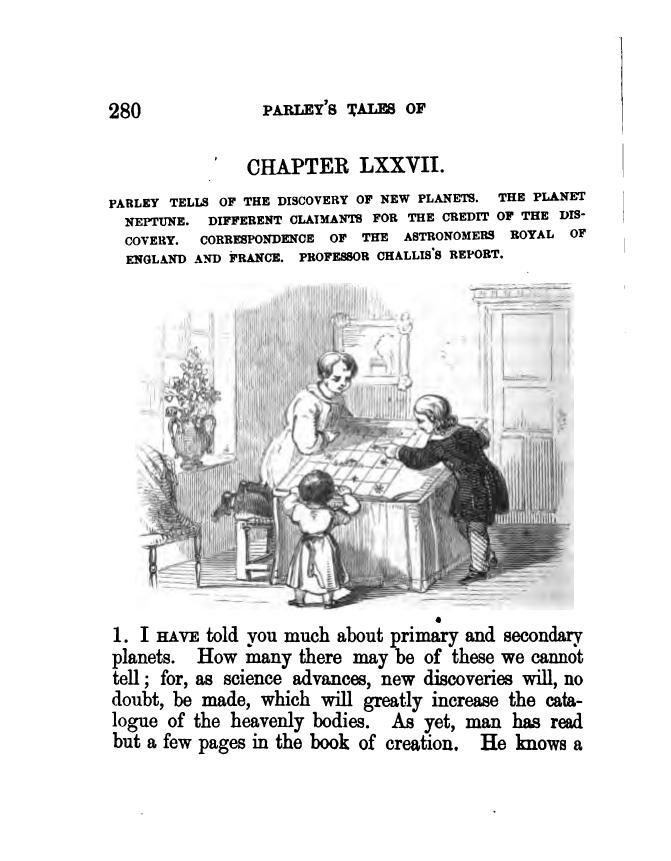 280 PARLEY'S TALES OF
CHAPTER LXXVII.
PARLEY TELLS OF THE DISCOVERY OF NEW PLANETS. THE PLANET
NEPTUNE. DIFFERENT CLAIMANTS FOR THE CREDIT OF THE DIS-
COVERY. CORRESPONDENCE OF THE ASTRONOMERS ROYAL OF
ENGLAND AND FRANCE. PROFESSOR CHALLIS'S REPORT.
1. I HAVE told you much about primary and secondary
planets. How many there may be of these we cannot
tell; for, as science advances, new discoveries will, no
doubt, be made, which will greatly increase the cata-
logue of the heavenly bodies. As yet, man has read
but a few pages in the book of creation. He knows a